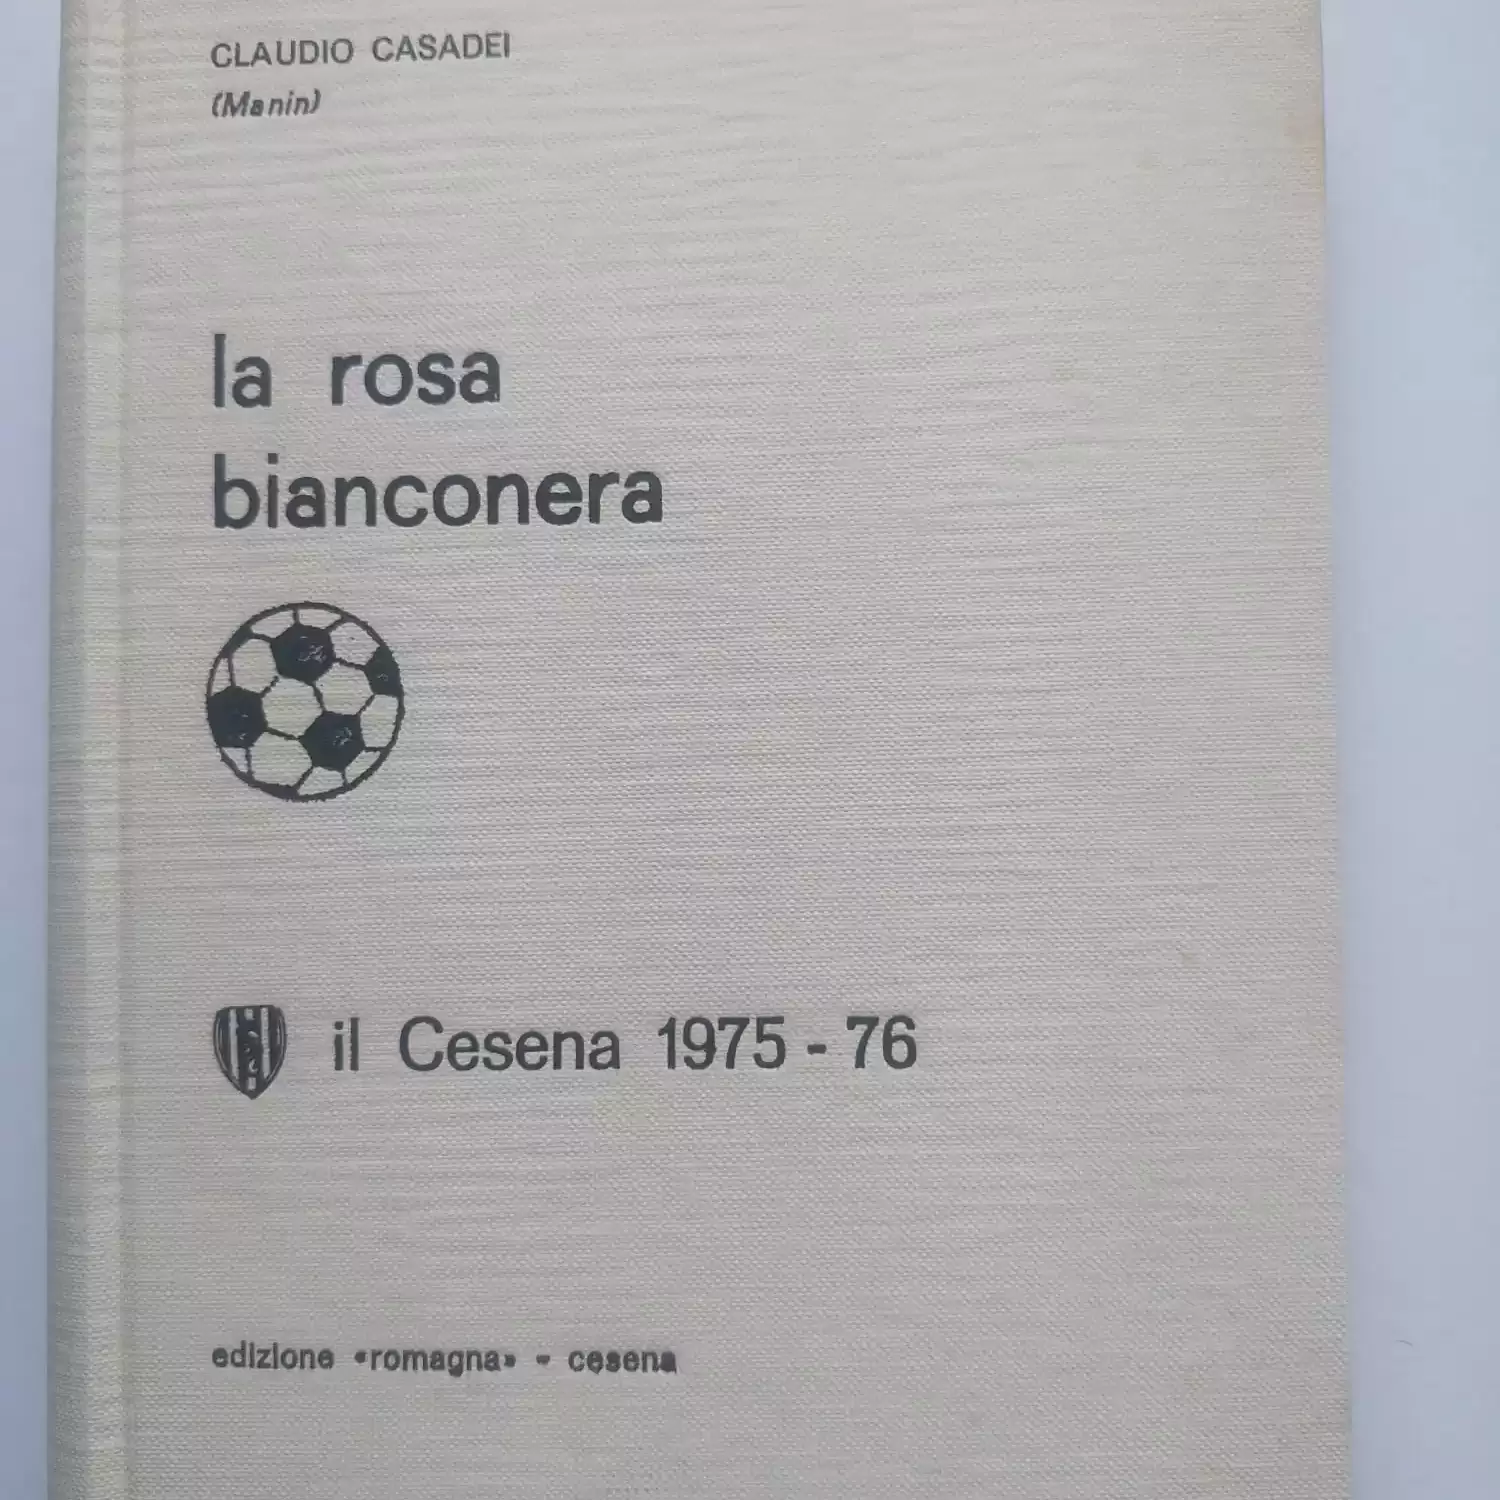 CLAUDIO CASADEI
(Manin)
la rosa
bianconera
il Cesena 1975 - 76
edizione «romagna» - cesena